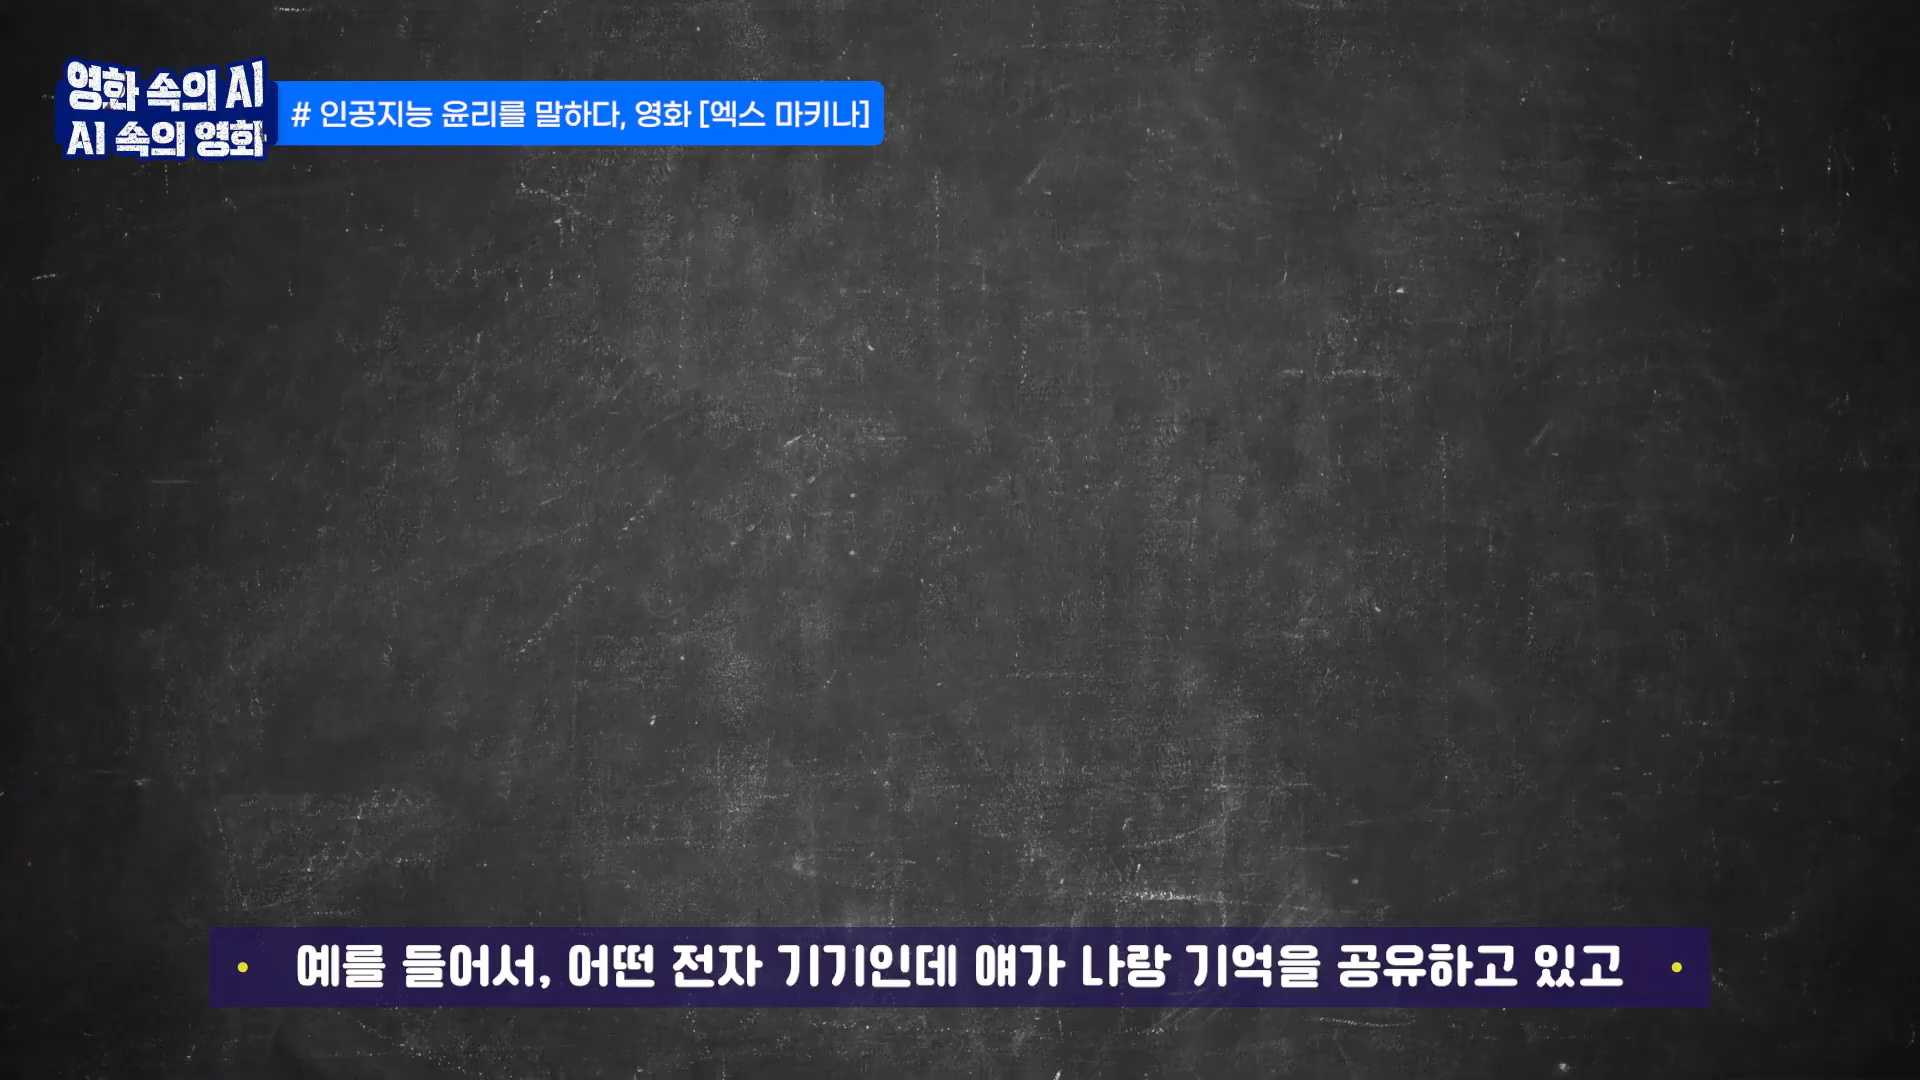 영화 속의 AI
AI 속의 영화
# 인공지능 윤리를 말하다, 영화 [엑스 마키나]
예를 들어서, 어떤 전자 기기인데 얘가 나랑 기억을 공유하고 있고